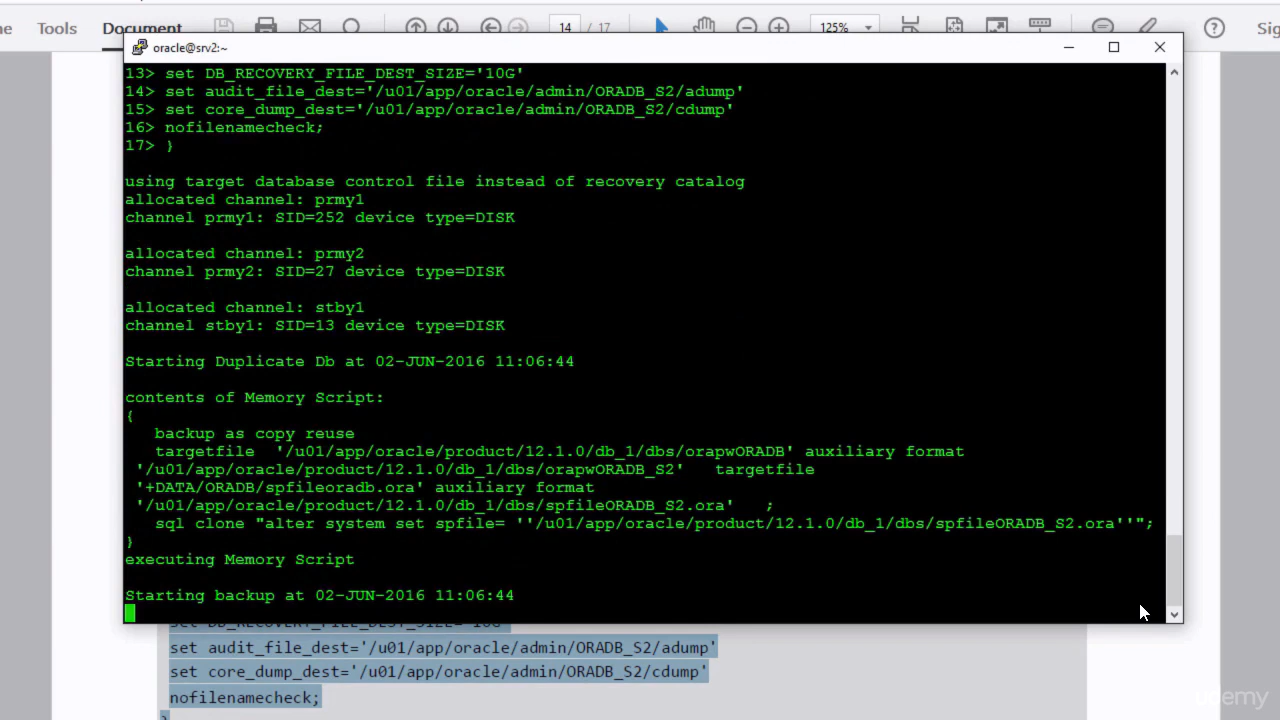 ne Tools Document 14 / 17 125% Sig
oracle@srv2:~
13> set DB_RECOVERY_FILE_DEST_SIZE='10G'
14> set audit_file_dest='/u01/app/oracle/admin/ORADB_S2/adump'
15> set core_dump_dest='/u01/app/oracle/admin/ORADB_S2/cdump'
16> nofilenamecheck;
17> }
using target database control file instead of recovery catalog
allocated channel: prmy1
channel prmy1: SID=252 device type=DISK
allocated channel: prmy2
channel prmy2: SID=27 device type=DISK
allocated channel: stby1
channel stby1: SID=13 device type=DISK
Starting Duplicate Db at 02-JUN-2016 11:06:44
contents of Memory Script:
{
backup as copy reuse
targetfile '/u01/app/oracle/product/12.1.0/db_1/dbs/orapwORADB' auxiliary format
'/u01/app/oracle/product/12.1.0/db_1/dbs/orapwORADB_S2' targetfile
'+DATA/ORADB/spfileoradb.ora' auxiliary format
'/u01/app/oracle/product/12.1.0/db_1/dbs/spfileORADB_S2.ora' ;
sql clone "alter system set spfile= ''/u01/app/oracle/product/12.1.0/db_1/dbs/spfileORADB_S2.ora''";
}
executing Memory Script
Starting backup at 02-JUN-2016 11:06:44
set DB_RECOVERY_FILE_DEST_SIZE='10G'
set audit_file_dest='/u01/app/oracle/admin/ORADB_S2/adump'
set core_dump_dest='/u01/app/oracle/admin/ORADB_S2/cdump'
nofilenamecheck;
}
udemy